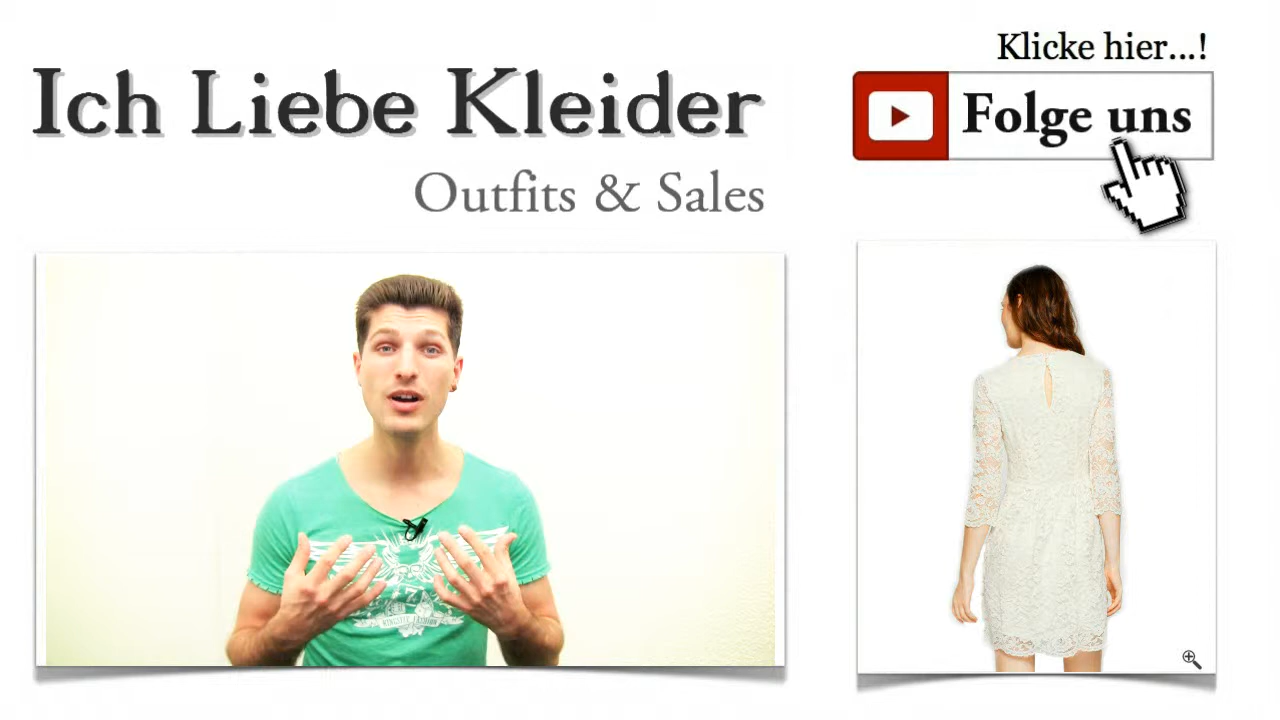 Klicke hier...!
Ich Liebe Kleider
Folge uns
Outfits & Sales